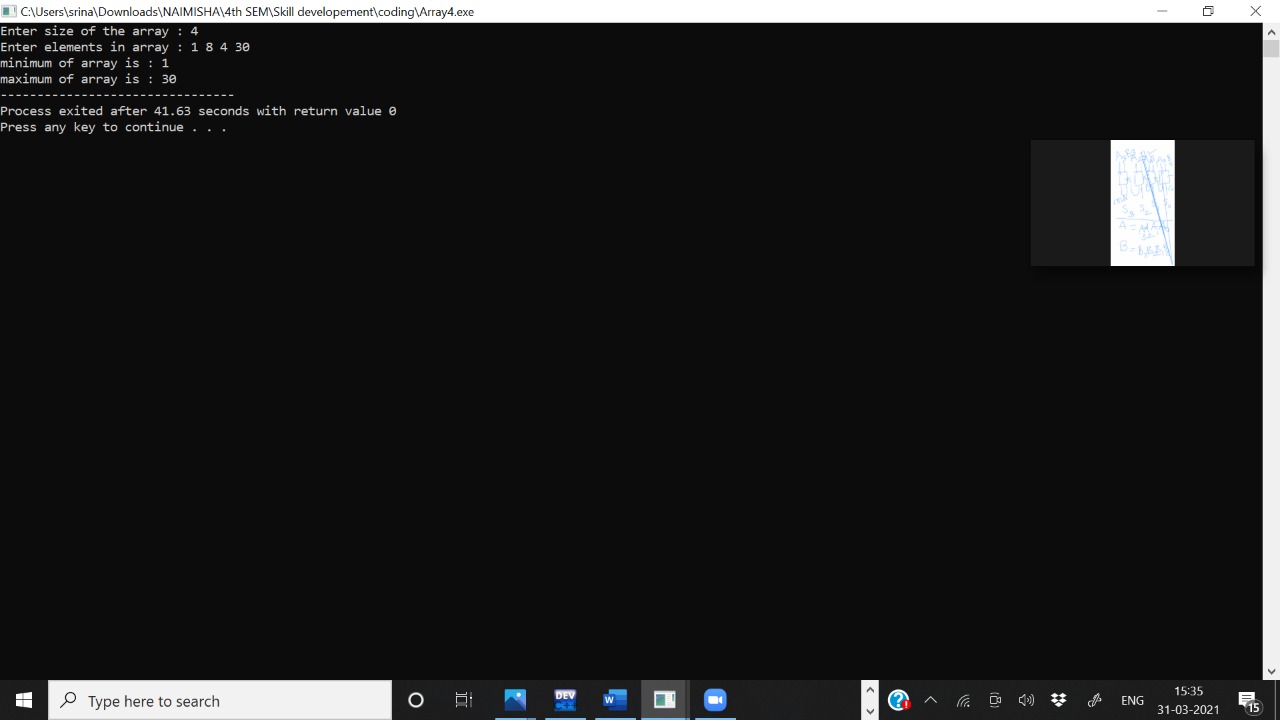 C:\Users\srina\Downloads\NAIMISHA\4th SEM\Skill developement\coding\Array4.exe
Enter size of the array : 4
Enter elements in array : 1 8 4 30
minimum of array is : 1
maximum of array is : 30
--------------------------------
Process exited after 41.63 seconds with return value 0
Press any key to continue . . .
A =
B =
Type here to search
DEV
W
ENG
15:35
31-03-2021
15